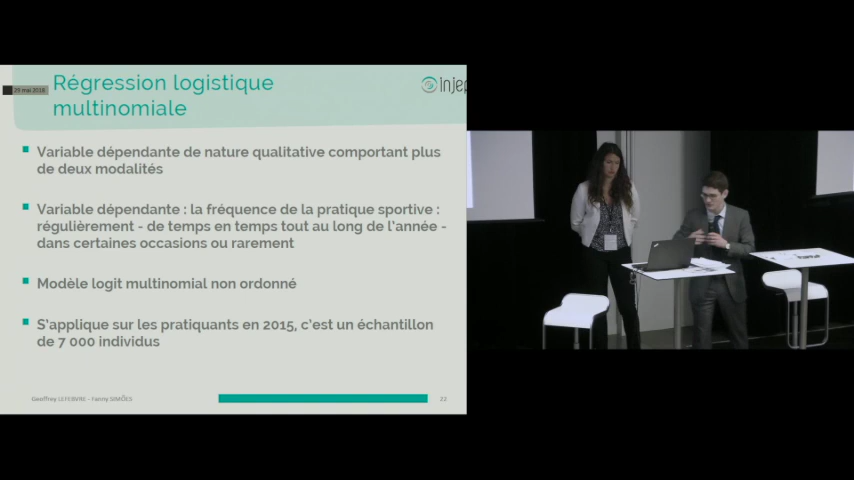 Régression logistique
multinomiale
25 mai 2018
injep
Variable dépendante de nature qualitative comportant plus
de deux modalités
Variable dépendante : la fréquence de la pratique sportive :
régulièrement - de temps en temps tout au long de l'année -
dans certaines occasions ou rarement
Modèle logit multinomial non ordonné
S'applique sur les pratiquants en 2015, c'est un échantillon
de 7 000 individus
Geoffrey LEFEBVRE - Fanny SIMÕES
23